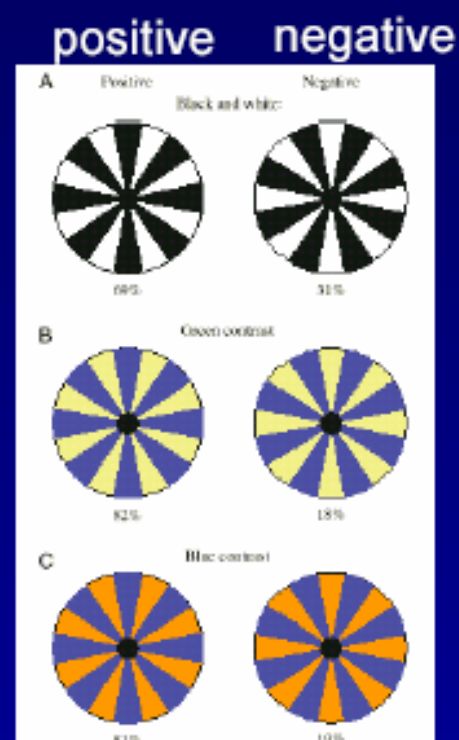 positive negative
A Positive Negative
Black and white:
69% 31%
B Green contrast
82% 18%
C Blue contrast